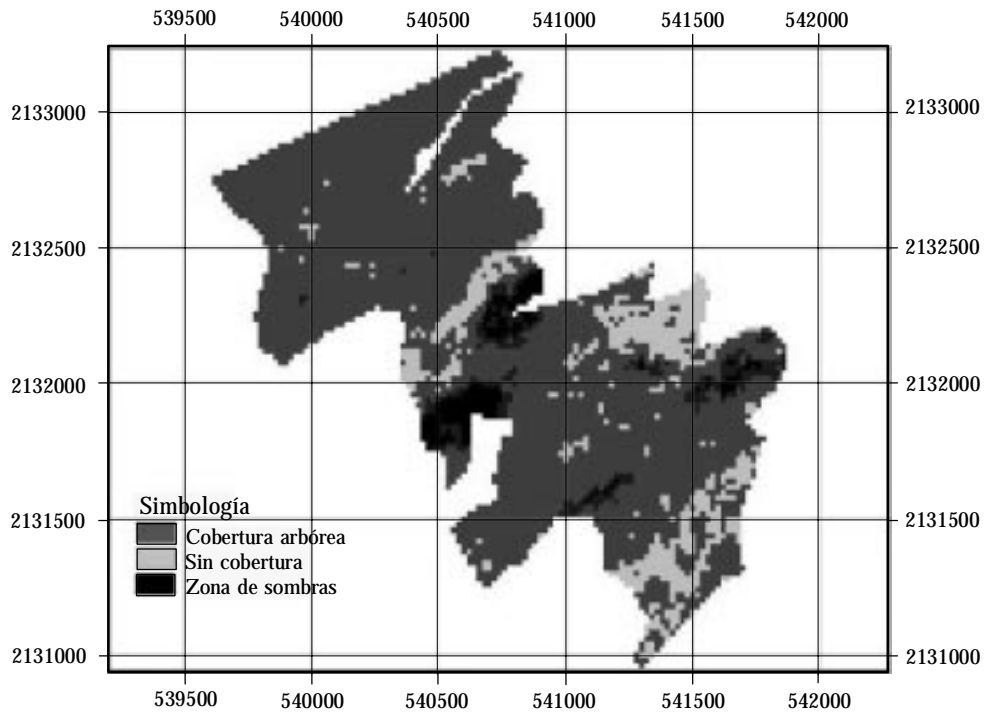 539500 540000 540500 541000 541500 542000
2133000 2133000
2132500 2132500
2132000 2132000
Simbología
2131500 2131500
Cobertura arbórea
Sin cobertura
Zona de sombras
2131000 2131000
539500 540000 540500 541000 541500 542000